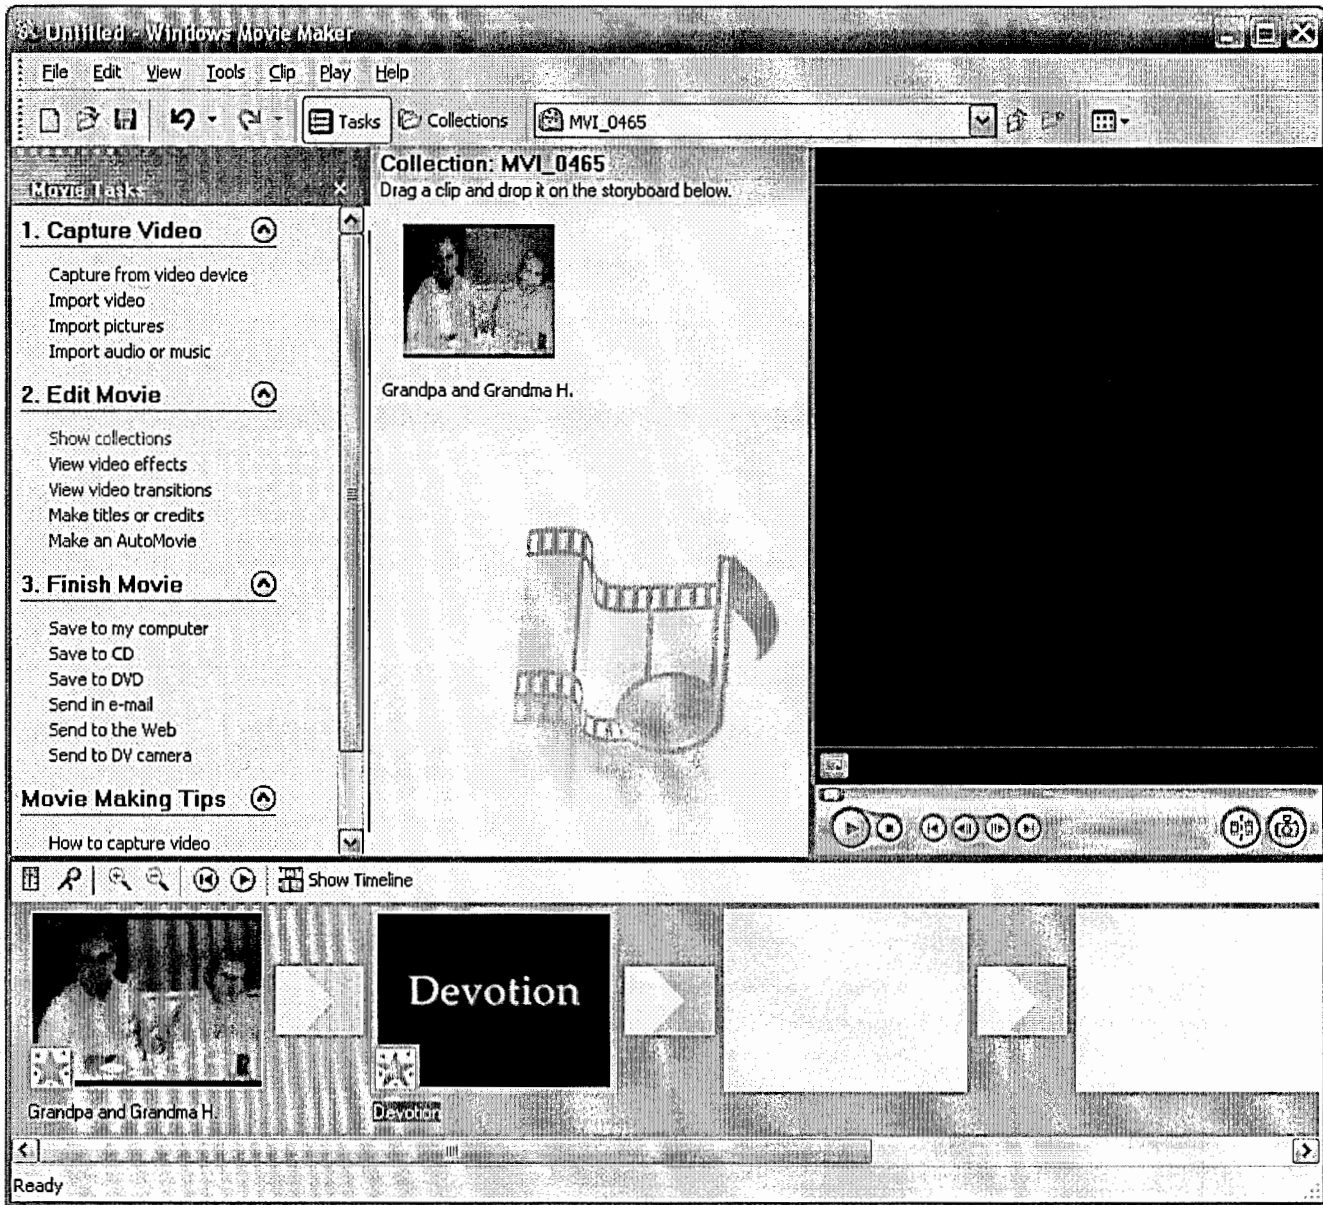 Untitled - Windows Movie Maker
File Edit View Tools Clip Play Help
Tasks Collections MVI_0465
Movie Tasks
Collection: MVI_0465
Drag a clip and drop it on the storyboard below.
1. Capture Video
Capture from video device
Import video
Import pictures
Import audio or music
Grandpa and Grandma H.
2. Edit Movie
Show collections
View video effects
View video transitions
Make titles or credits
Make an AutoMovie
3. Finish Movie
Save to my computer
Save to CD
Save to DVD
Send in e-mail
Send to the Web
Send to DV camera
Movie Making Tips
How to capture video
Show Timeline
Devotion
Grandpa and Grandma H.
Devotion
Ready